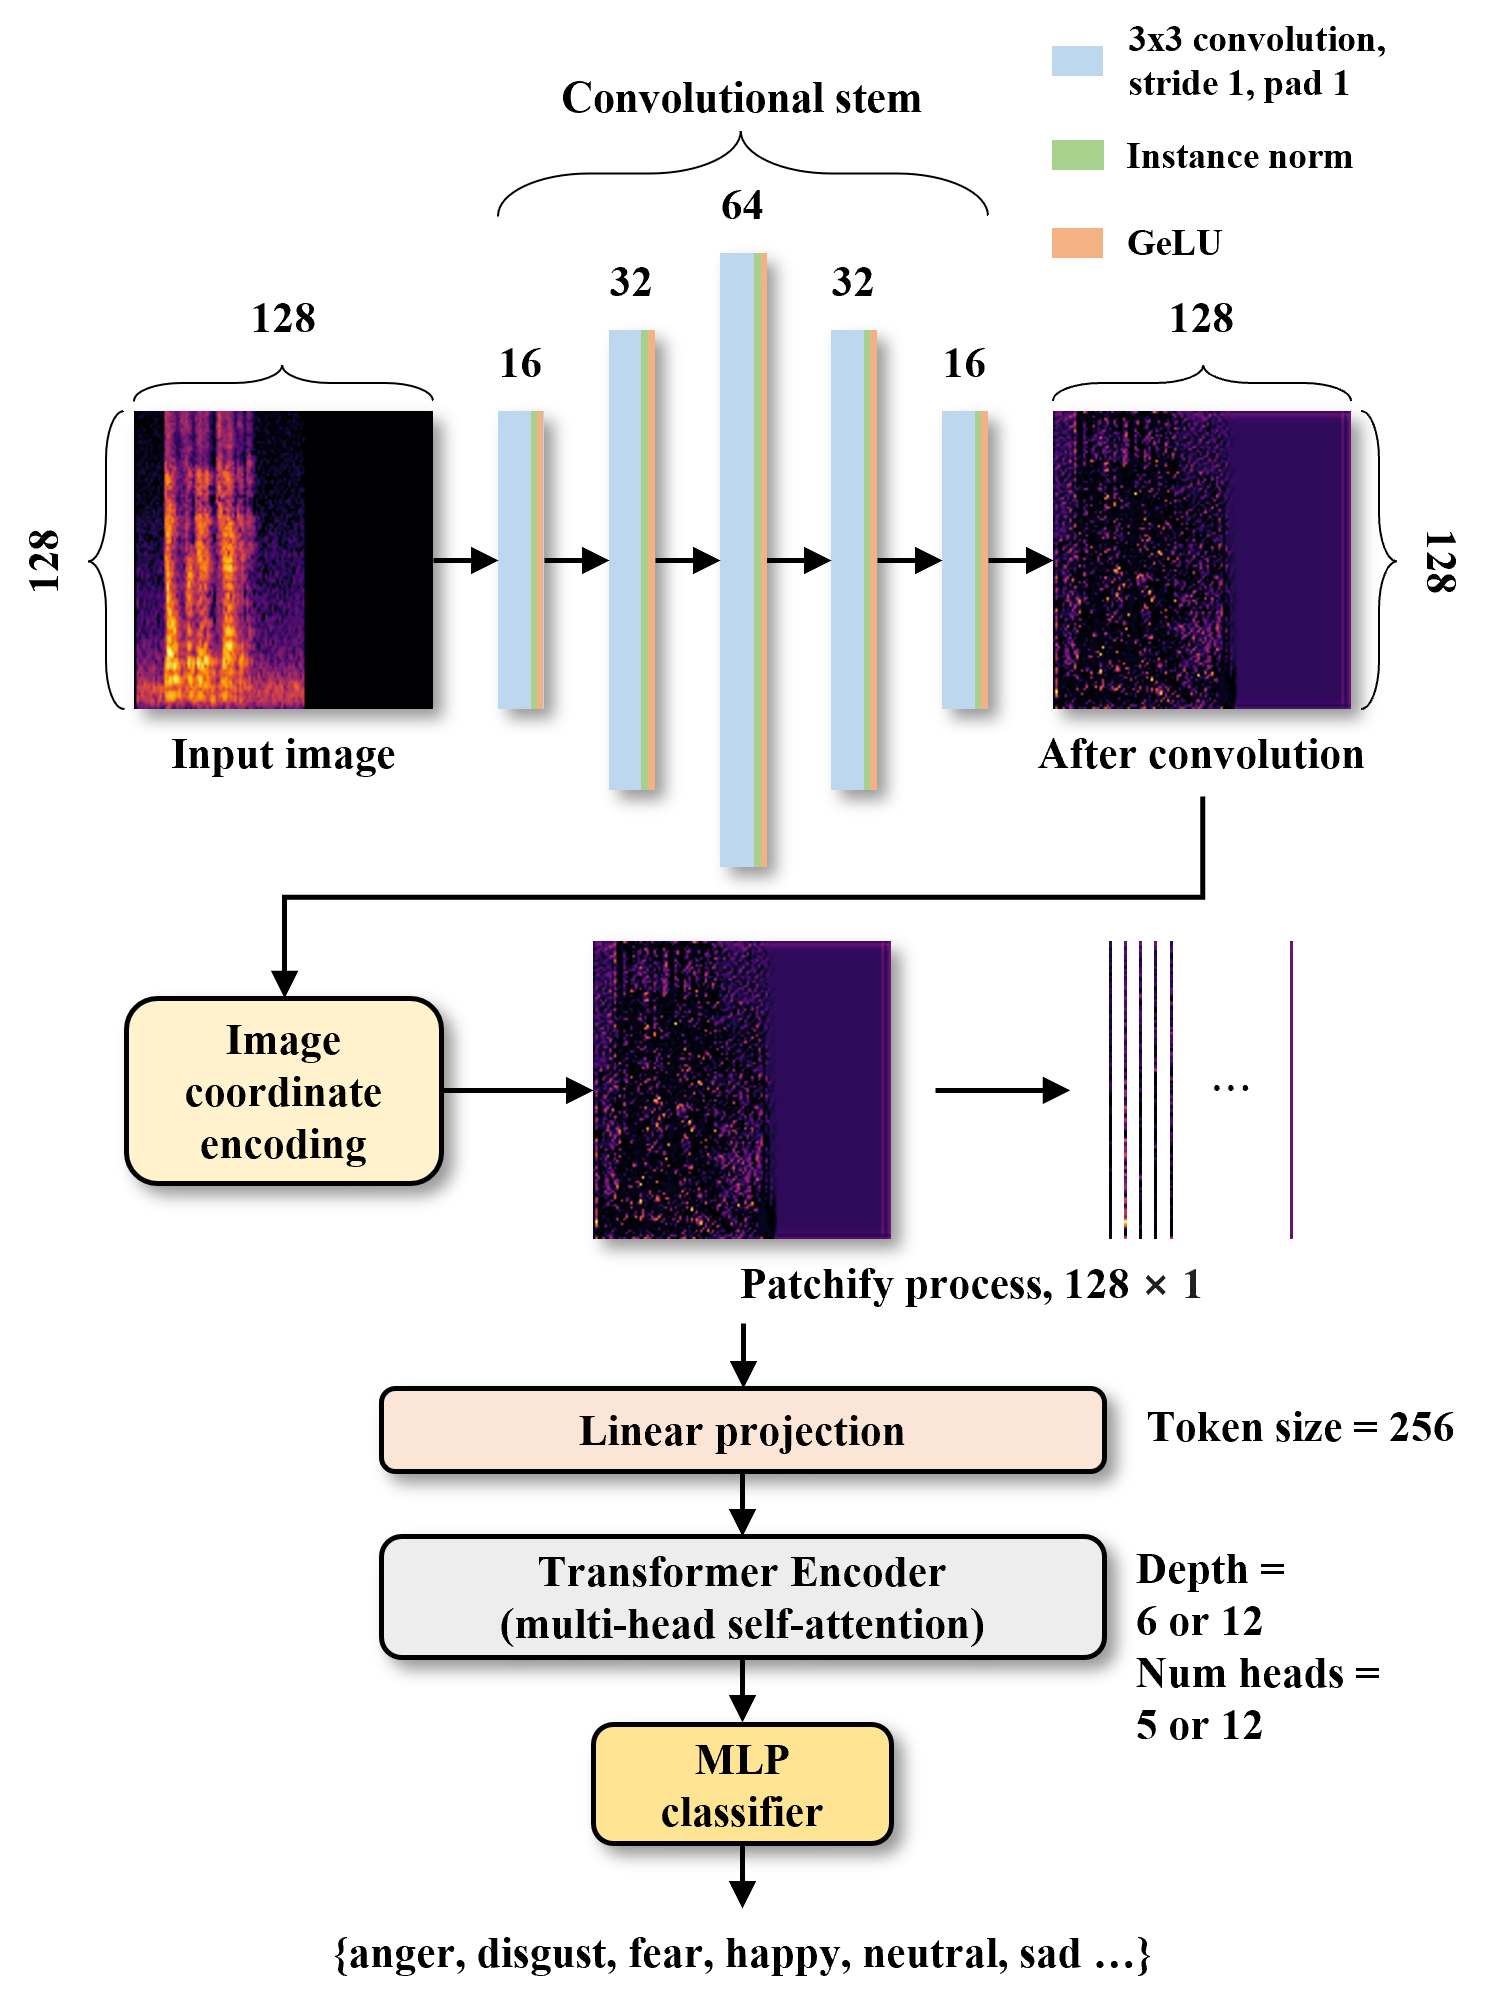 3x3 convolution,
stride 1, pad 1
Instance norm
GeLU
Convolutional stem
128
128
16
32
64
32
16
128
128
Input image
After convolution
Image
coordinate
encoding
...
Patchify process, 128 × 1
Linear projection
Token size = 256
Transformer Encoder
(multi-head self-attention)
Depth =
6 or 12
Num heads =
5 or 12
MLP
classifier
{anger, disgust, fear, happy, neutral, sad ...}